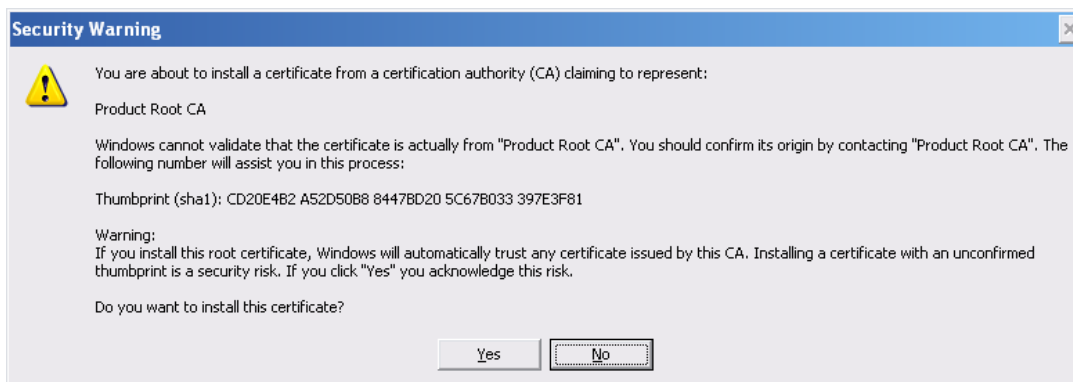 Security Warning
You are about to install a certificate from a certification authority (CA) claiming to represent:
Product Root CA
Windows cannot validate that the certificate is actually from "Product Root CA". You should confirm its origin by contacting "Product Root CA". The
following number will assist you in this process:
Thumbprint (sha1): CD20E4B2 A52D50B8 8447BD20 5C67B033 397E3F81
Warning:
If you install this root certificate, Windows will automatically trust any certificate issued by this CA. Installing a certificate with an unconfirmed
thumbprint is a security risk. If you click "Yes" you acknowledge this risk.
Do you want to install this certificate?
Yes No